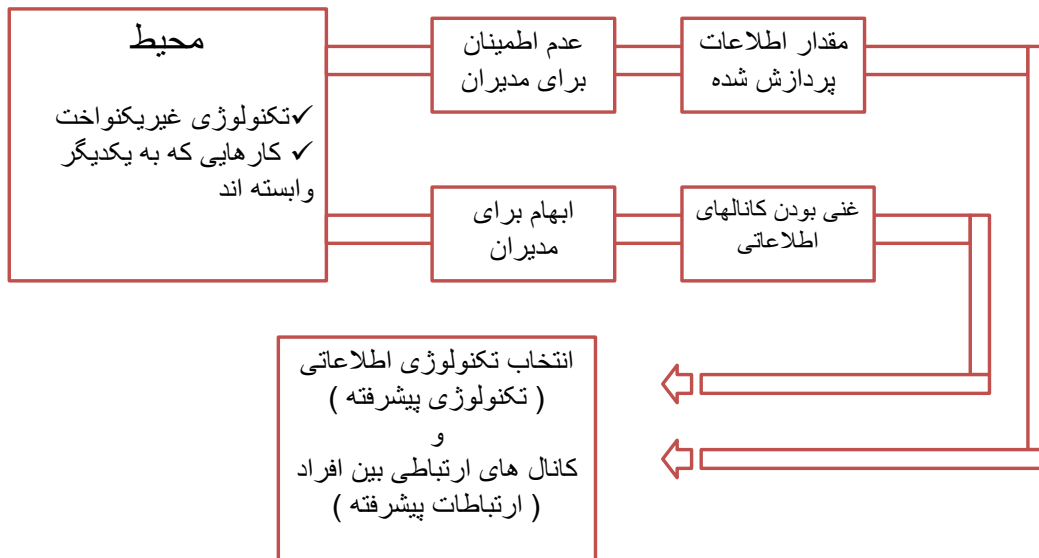 محیط
✓تکنولوژی غیریکنواخت
✓ کارهایی که به یکدیگر
وابسته اند
عدم اطمینان
برای مدیران
مقدار اطلاعات
پردازش شده
ابهام برای
مدیران
غنی بودن کانالهای
اطلاعاتی
انتخاب تکنولوژی اطلاعاتی
( تکنولوژی پیشرفته )
و
کانال های ارتباطی بین افراد
( ارتباطات پیشرفته )